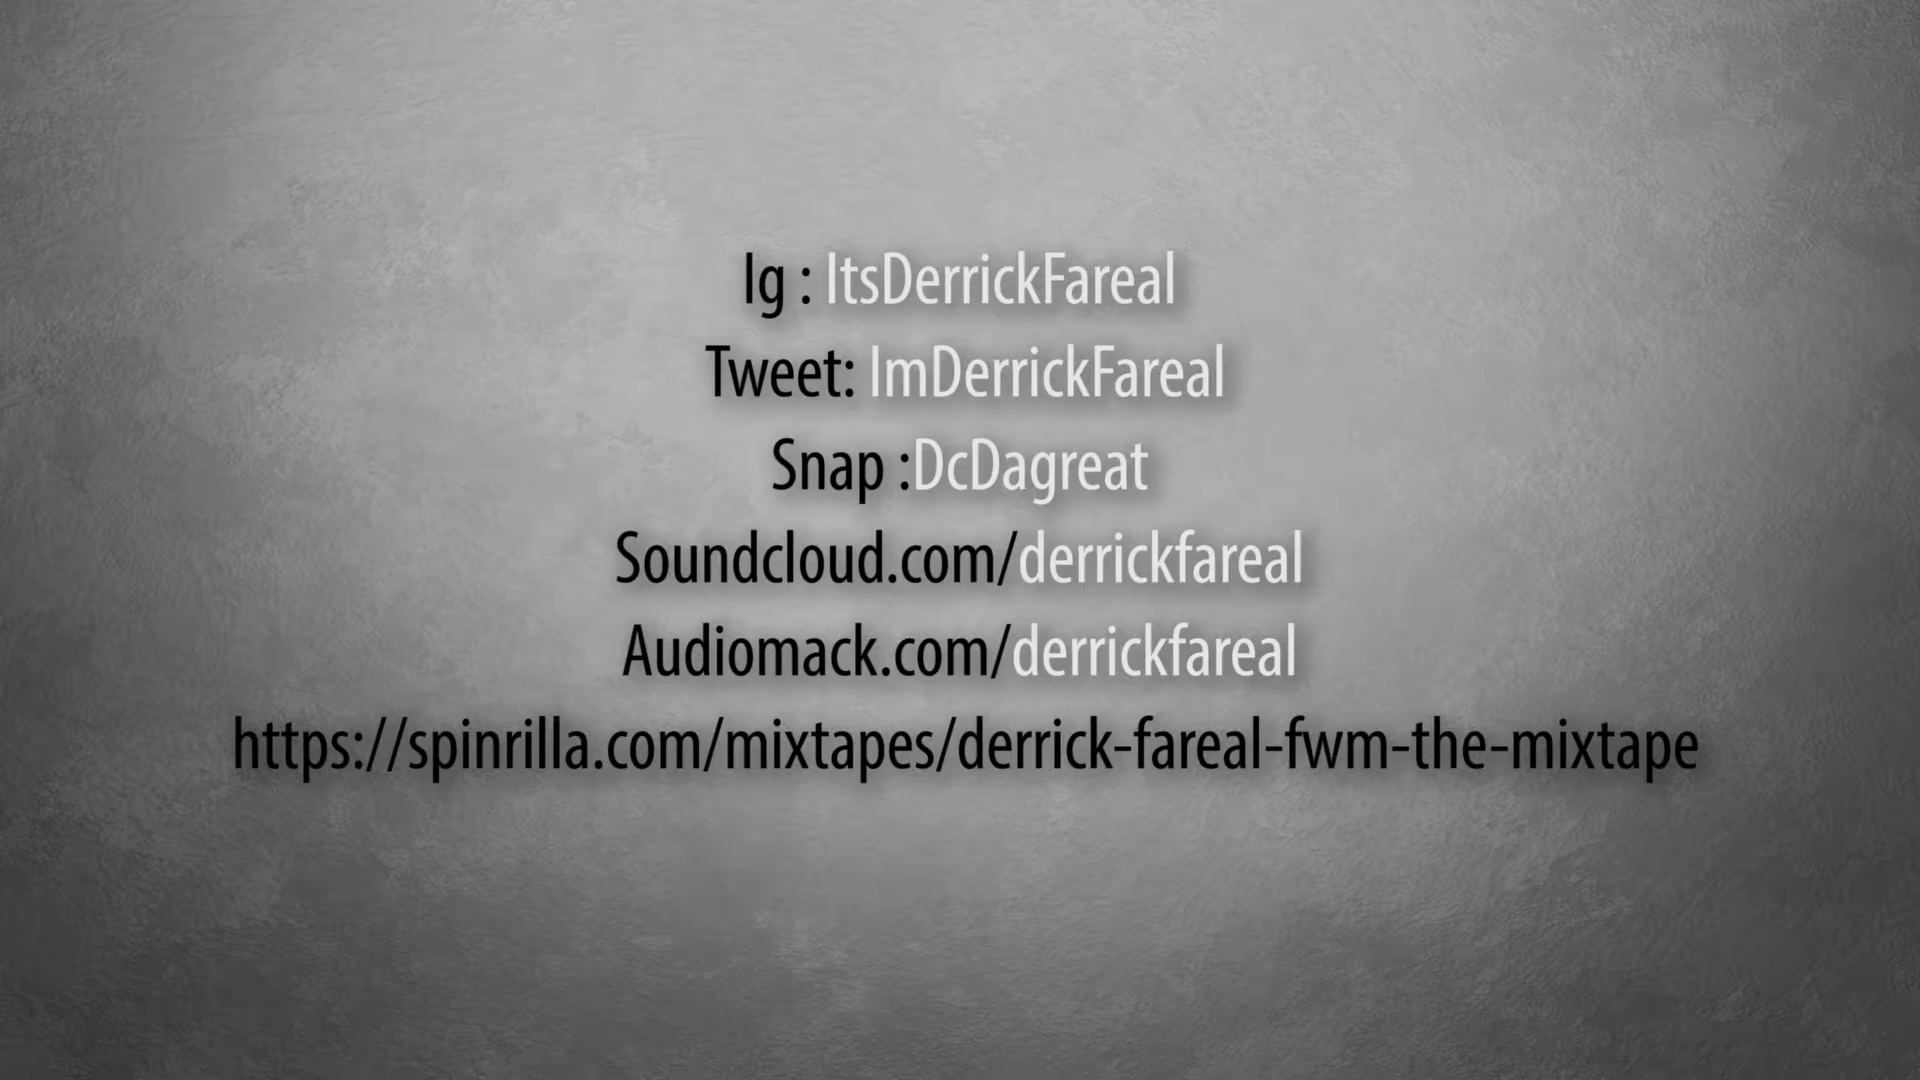 Ig : ItsDerrickFareal
Tweet: ImDerrickFareal
Snap :DcDagreat
Soundcloud.com/derrickfareal
Audiomack.com/derrickfareal
https://spinrilla.com/mixtapes/derrick-fareal-fwm-the-mixtape